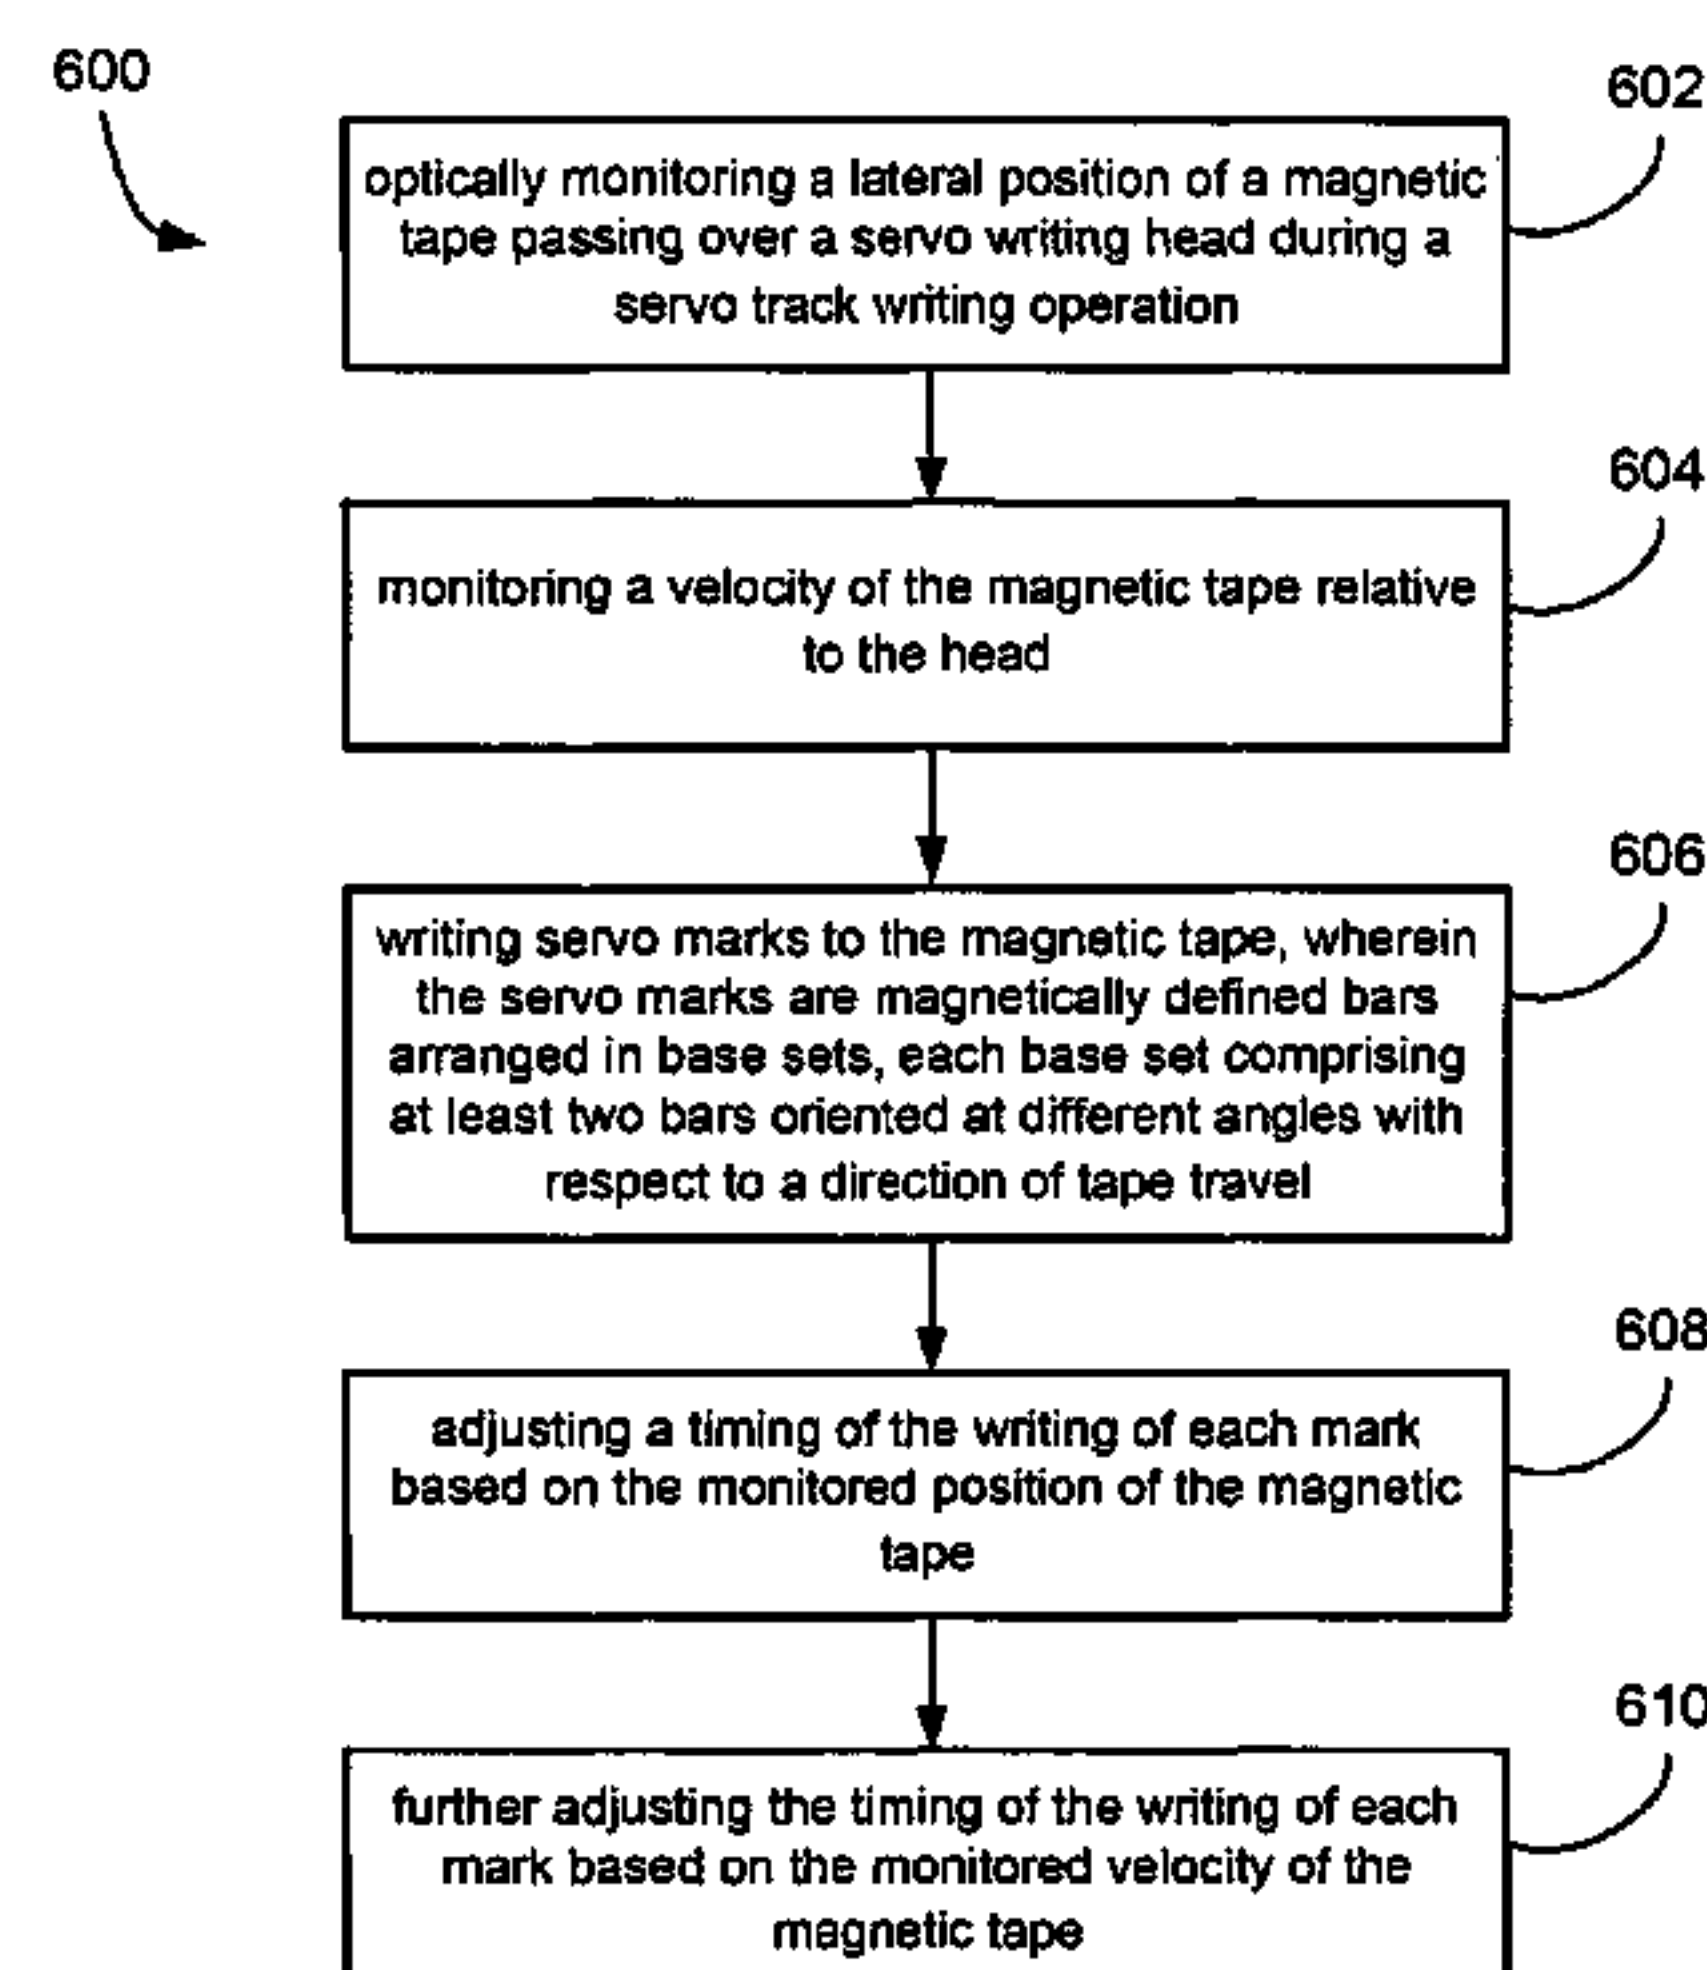 600
602
optically monitoring a lateral position of a magnetic
tape passing over a servo writing head during a
servo track writing operation
604
monitoring a velocity of the magnetic tape relative
to the head
606
writing servo marks to the magnetic tape, wherein
the servo marks are magnetically defined bars
arranged in base sets, each base set comprising
at least two bars oriented at different angles with
respect to a direction of tape travel
608
adjusting a timing of the writing of each mark
based on the monitored position of the magnetic
tape
610
further adjusting the timing of the writing of each
mark based on the monitored velocity of the
magnetic tape